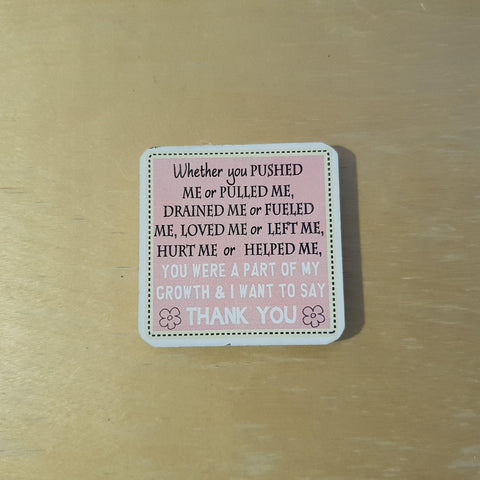 Whether you PUSHED
ME or PULLED ME,
DRAINED ME or FUELED
ME, LOVED ME or LEFT ME,
HURT ME or HELPED ME,
YOU WERE A PART OF MY
GROWTH & I WANT TO SAY
THANK YOU